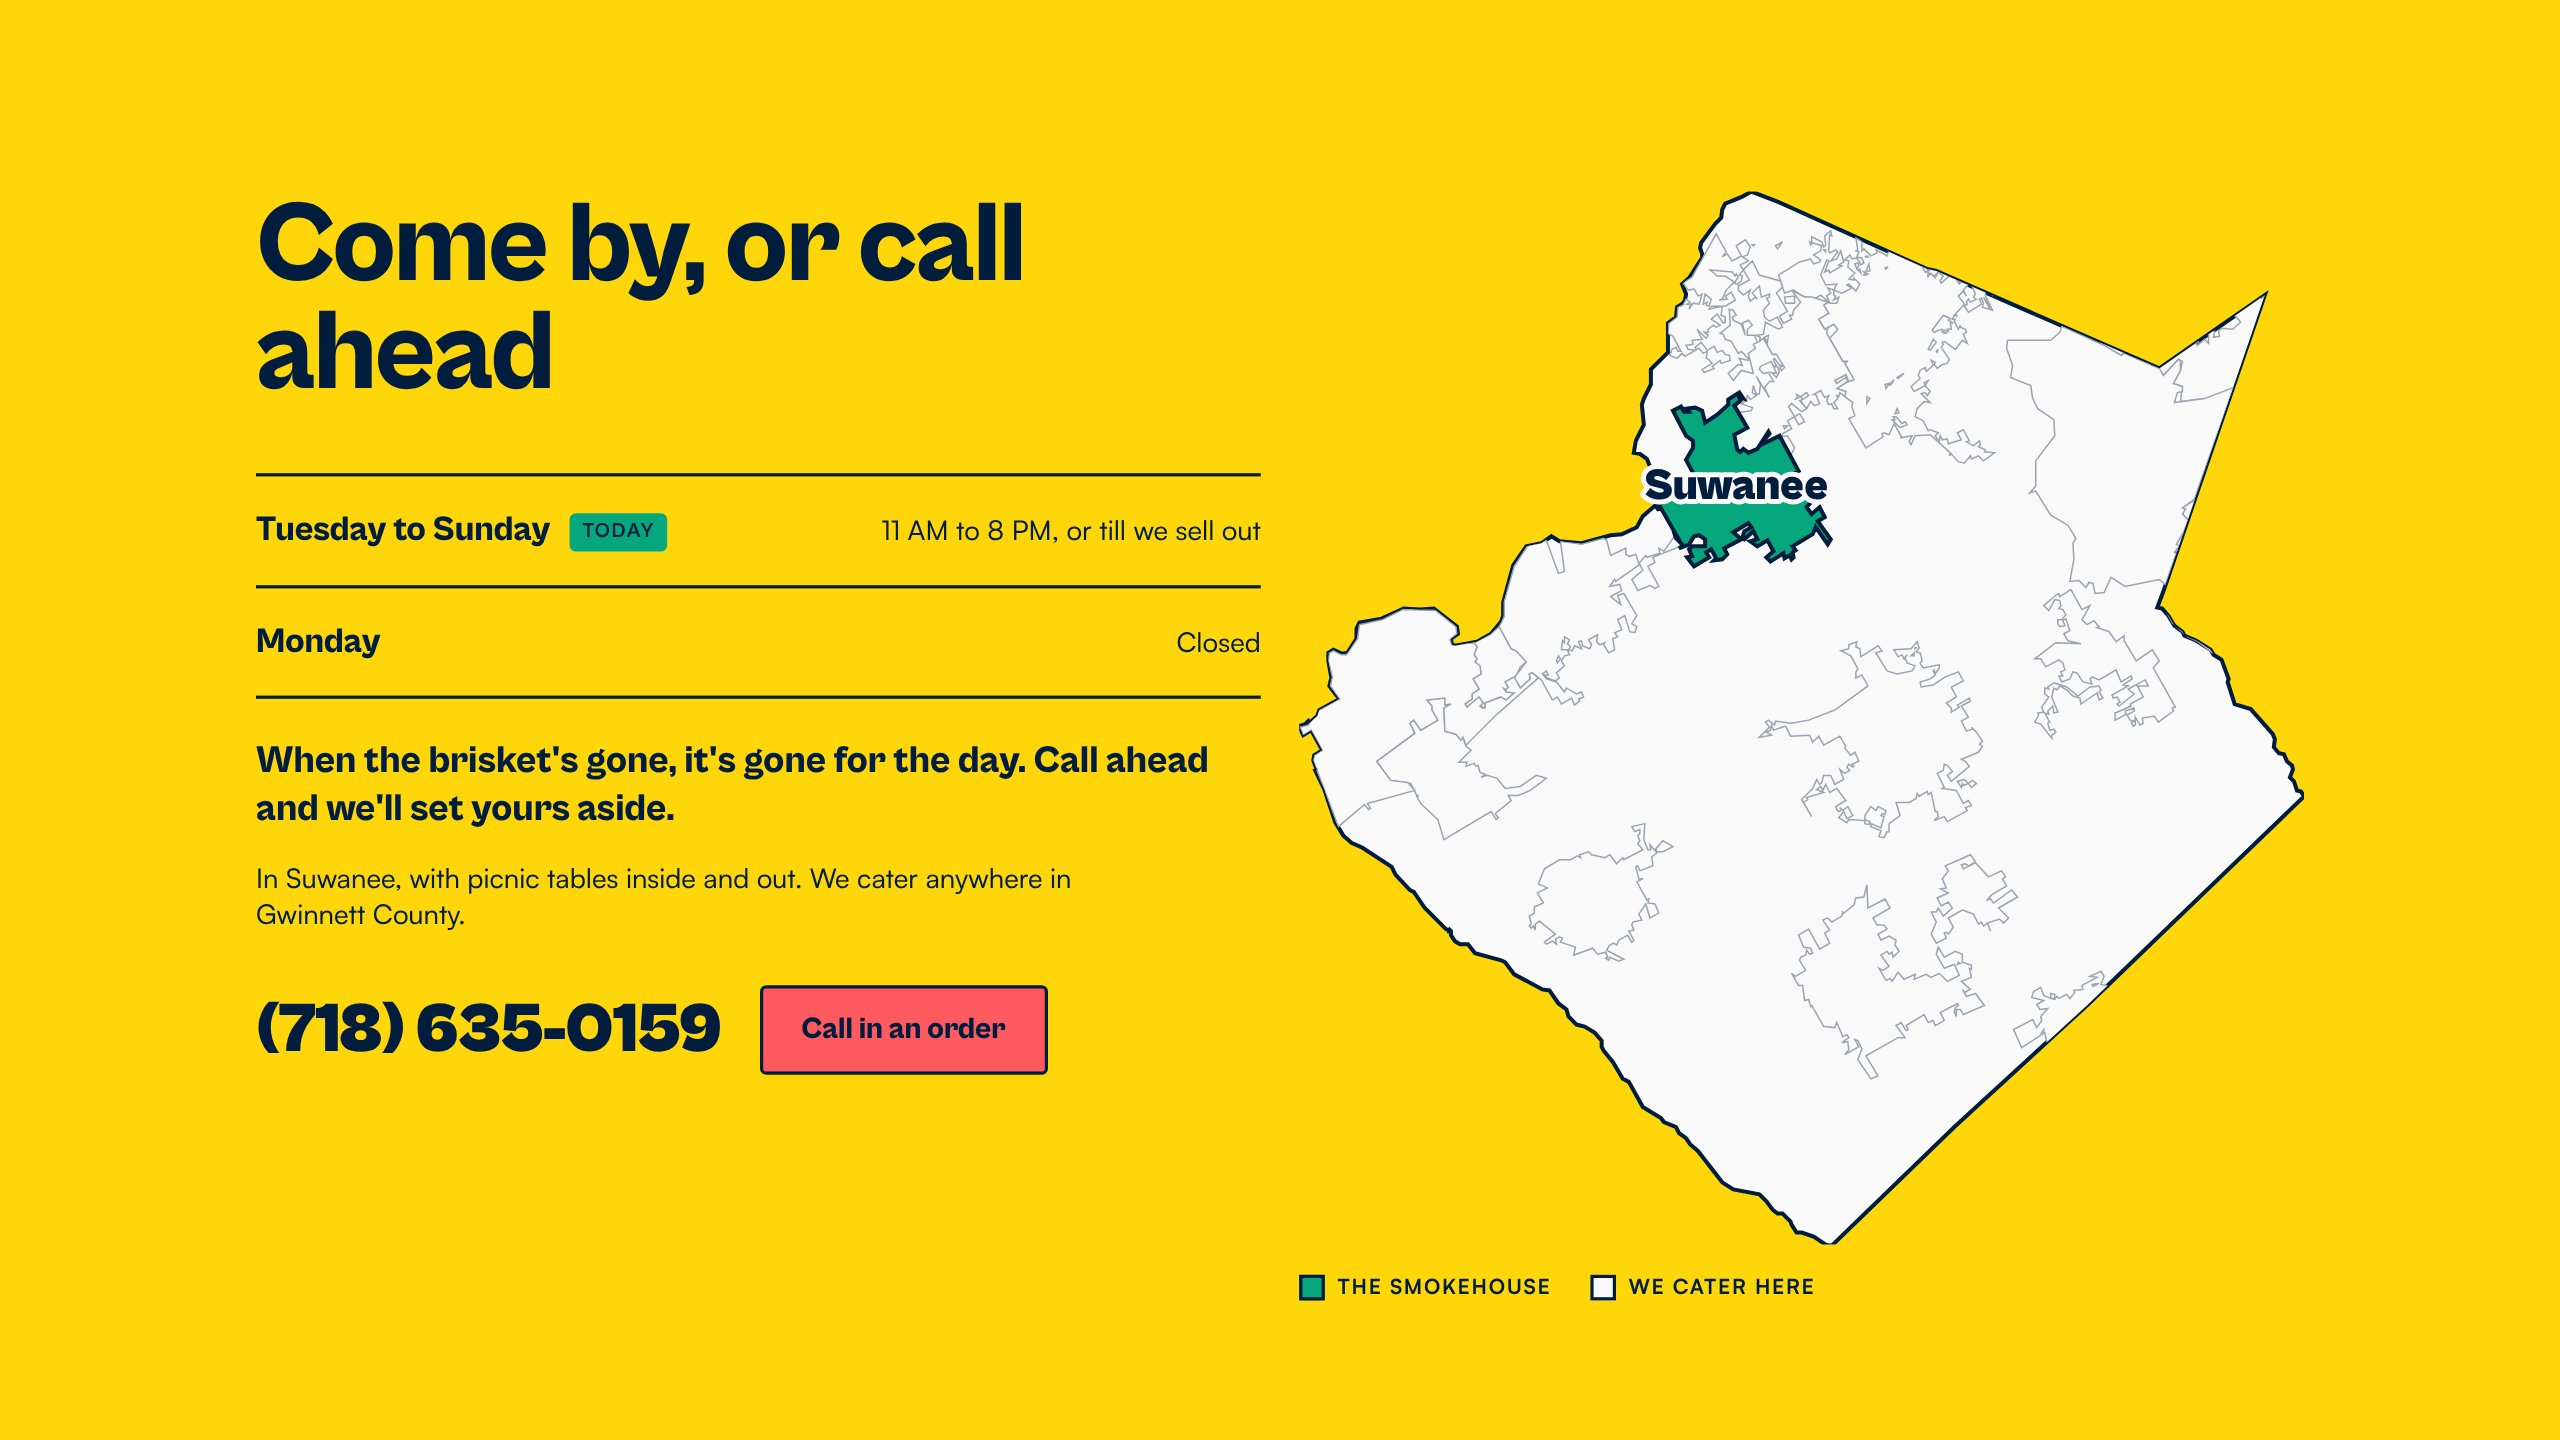 Come by, or call
ahead
Tuesday to Sunday TODAY 11 AM to 8 PM, or till we sell out
Monday Closed
When the brisket's gone, it's gone for the day. Call ahead
and we'll set yours aside.
In Suwanee, with picnic tables inside and out. We cater anywhere in
Gwinnett County.
(718) 635-0159 Call in an order
Suwanee
THE SMOKEHOUSE WE CATER HERE